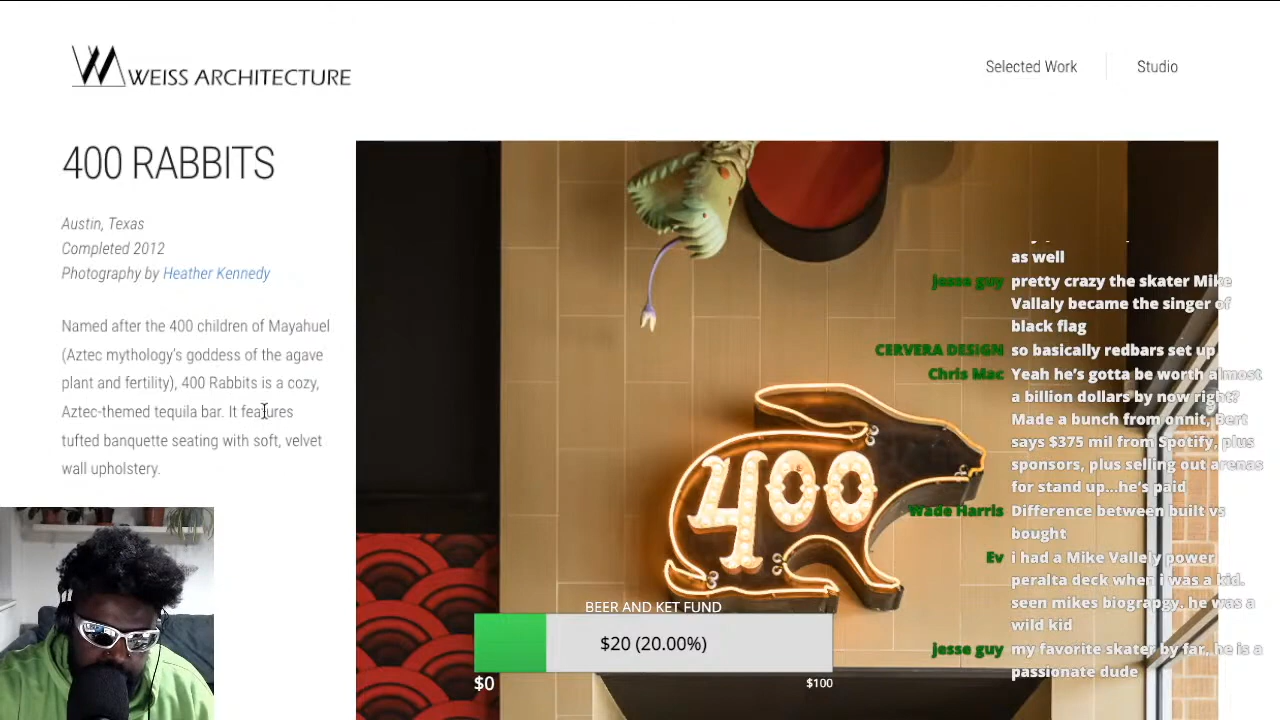 WEISS ARCHITECTURE
Selected Work
Studio
400 RABBITS
Austin, Texas
Completed 2012
Photography by Heather Kennedy
Named after the 400 children of Mayahuel
(Aztec mythology's goddess of the agave
plant and fertility), 400 Rabbits is a cozy,
Aztec-themed tequila bar. It features
tufted banquette seating with soft, velvet
wall upholstery.
400
as well
jesse guy pretty crazy the skater Mike
Vallaly became the singer of
black flag
CERVERA DESIGN so basically redbars set up
Chris Mac Yeah he's gotta be worth almost
a billion dollars by now right?
Made a bunch from onnit, Bert
says $375 mil from Spotify, plus
sponsors, plus selling out arenas
for stand up...he's paid
Wade Harris Difference between built vs
bought
Ev i had a Mike Vallely power
peralta deck when i was a kid.
seen mikes biograpgy. he was a
wild kid
jesse guy my favorite skater by far, he is a
passionate dude
BEER AND KET FUND
$20 (20.00%)
$0
$100